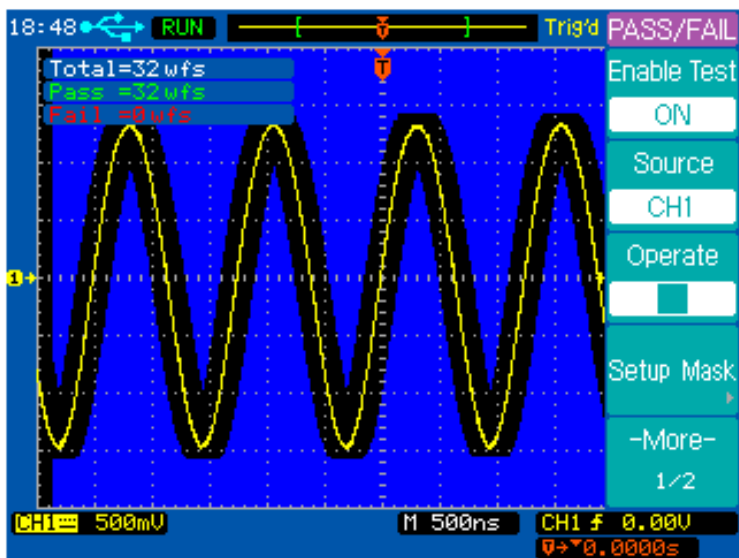 18:48 RUN T Trig'd
PASS/FAIL
Total=32wfs
Pass =32wfs
Fail =0wfs
T
Enable Test
ON
Source
CH1
1
Operate
Setup Mask
-More-
1/2
CH1 500mV M 500ns CH1 0.00V
T 0.0000s